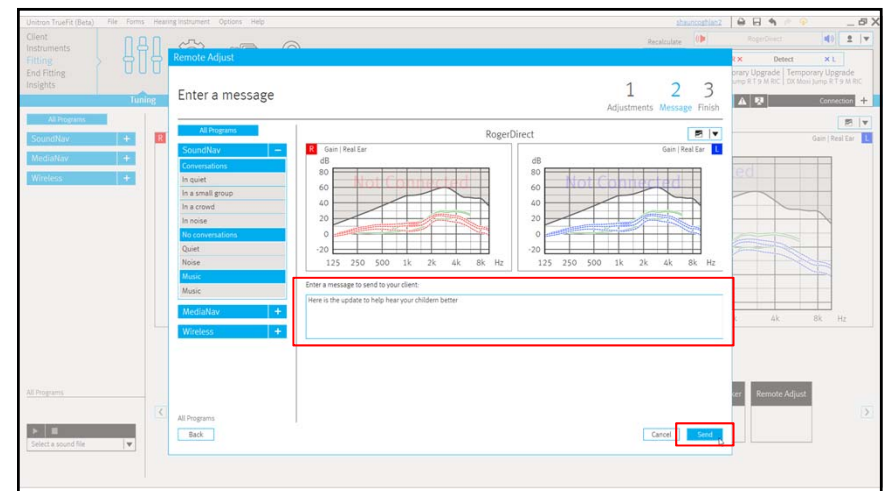 Unitron TrueFit (Beta) File Forms Hearing Instrument Options Help
shauncoghlan2
Client
Instruments
Fitting
End Fitting
Insights
Recalculate
RogerDirect
Detect
Tuning
Connection
All Programs
SoundNav
MediaNav
Wireless
Gain | Real Ear L
Remote Adjust
Enter a message
1 2 3
Adjustments Message Finish
All Programs
SoundNav
Conversations
In quiet
In a small group
In a crowd
In noise
No conversations
Quiet
Noise
Music
Music
MediaNav
Wireless
RogerDirect
R Gain | Real Ear
Gain | Real Ear L
dB
80
60
40
20
0
-20
Not Connected
125 250 500 1k 2k 4k 8k Hz
dB
80
60
40
20
0
-20
Not Connected
125 250 500 1k 2k 4k 8k Hz
Enter a message to send to your client:
Here is the update to help hear your childern better
All Programs
Back
Cancel
Send
4k 8k Hz
Remote Adjust
All Programs
Select a sound file